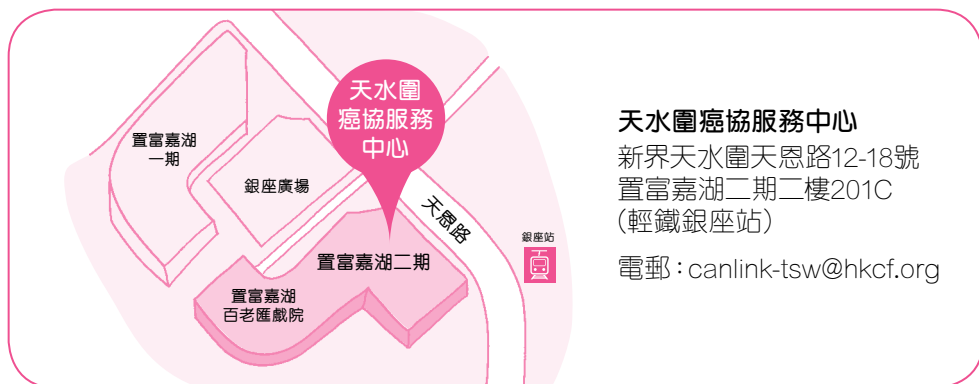 天水圍
癌協服務
中心
置富嘉湖
一期
銀座廣場
天恩路
銀座站
置富嘉湖二期
置富嘉湖
百老匯戲院
天水圍癌協服務中心
新界天水圍天恩路12-18號
置富嘉湖二期二樓201C
(輕鐵銀座站)
電郵：canlink-tsw@hkcf.org